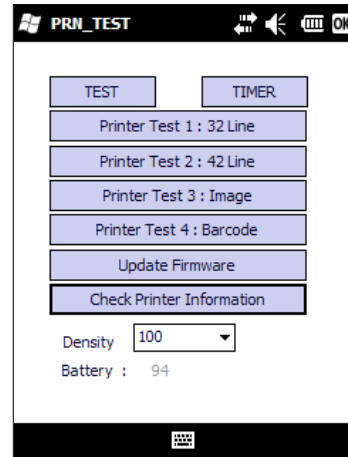 PRN_TEST OK
TEST TIMER
Printer Test 1 : 32 Line
Printer Test 2 : 42 Line
Printer Test 3 : Image
Printer Test 4 : Barcode
Update Firmware
Check Printer Information
Density 100
Battery : 94